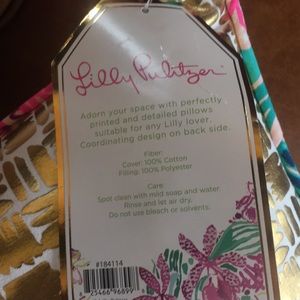 Lilly Pulitzer
Adorn your space with perfectly
printed and detailed pillows
suitable for any Lilly lover.
Coordinating design on back side.
Fiber:
Cover: 100% Cotton
Filling: 100% Polyester
Care:
Spot clean with mild soap and water
Rinse and let air dry.
Do not use bleach or solvents.
#184114
25466 96899